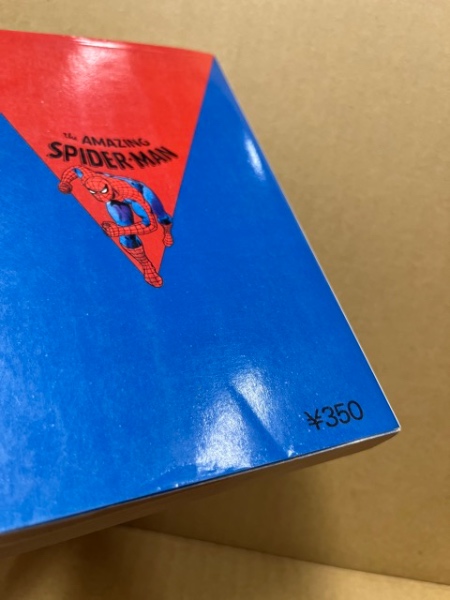 the AMAZING
SPIDER-MAN
¥350